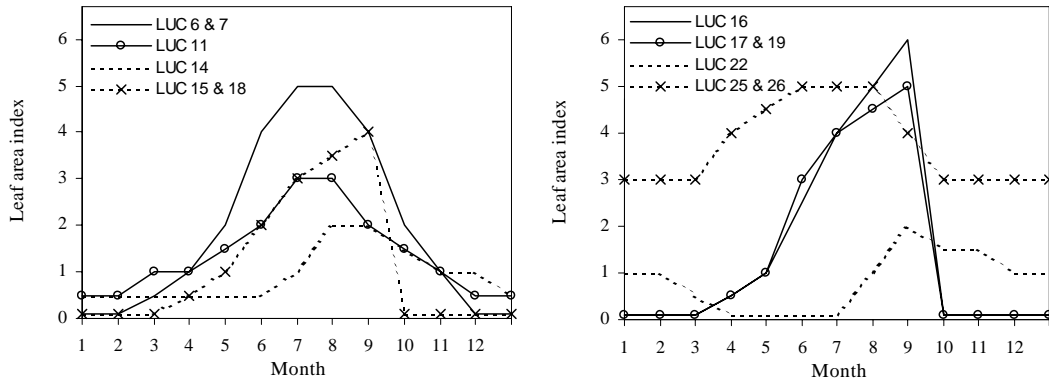 LUC 6 & 7
LUC 11
LUC 14
LUC 15 & 18
6
5
4
3
2
1
0
Leaf area index
1 2 3 4 5 6 7 8 9 10 11 12
Month
LUC 16
LUC 17 & 19
LUC 22
LUC 25 & 26
6
5
4
3
2
1
0
Leaf area index
1 2 3 4 5 6 7 8 9 10 11 12
Month